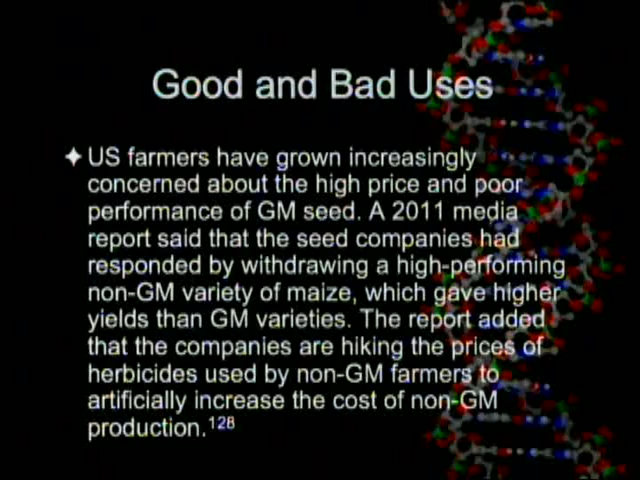 Good and Bad Uses
✦ US farmers have grown increasingly
concerned about the high price and poor
performance of GM seed. A 2011 media
report said that the seed companies had
responded by withdrawing a high-performing
non-GM variety of maize, which gave higher
yields than GM varieties. The report added
that the companies are hiking the prices of
herbicides used by non-GM farmers to
artificially increase the cost of non-GM
production.¹²⁸